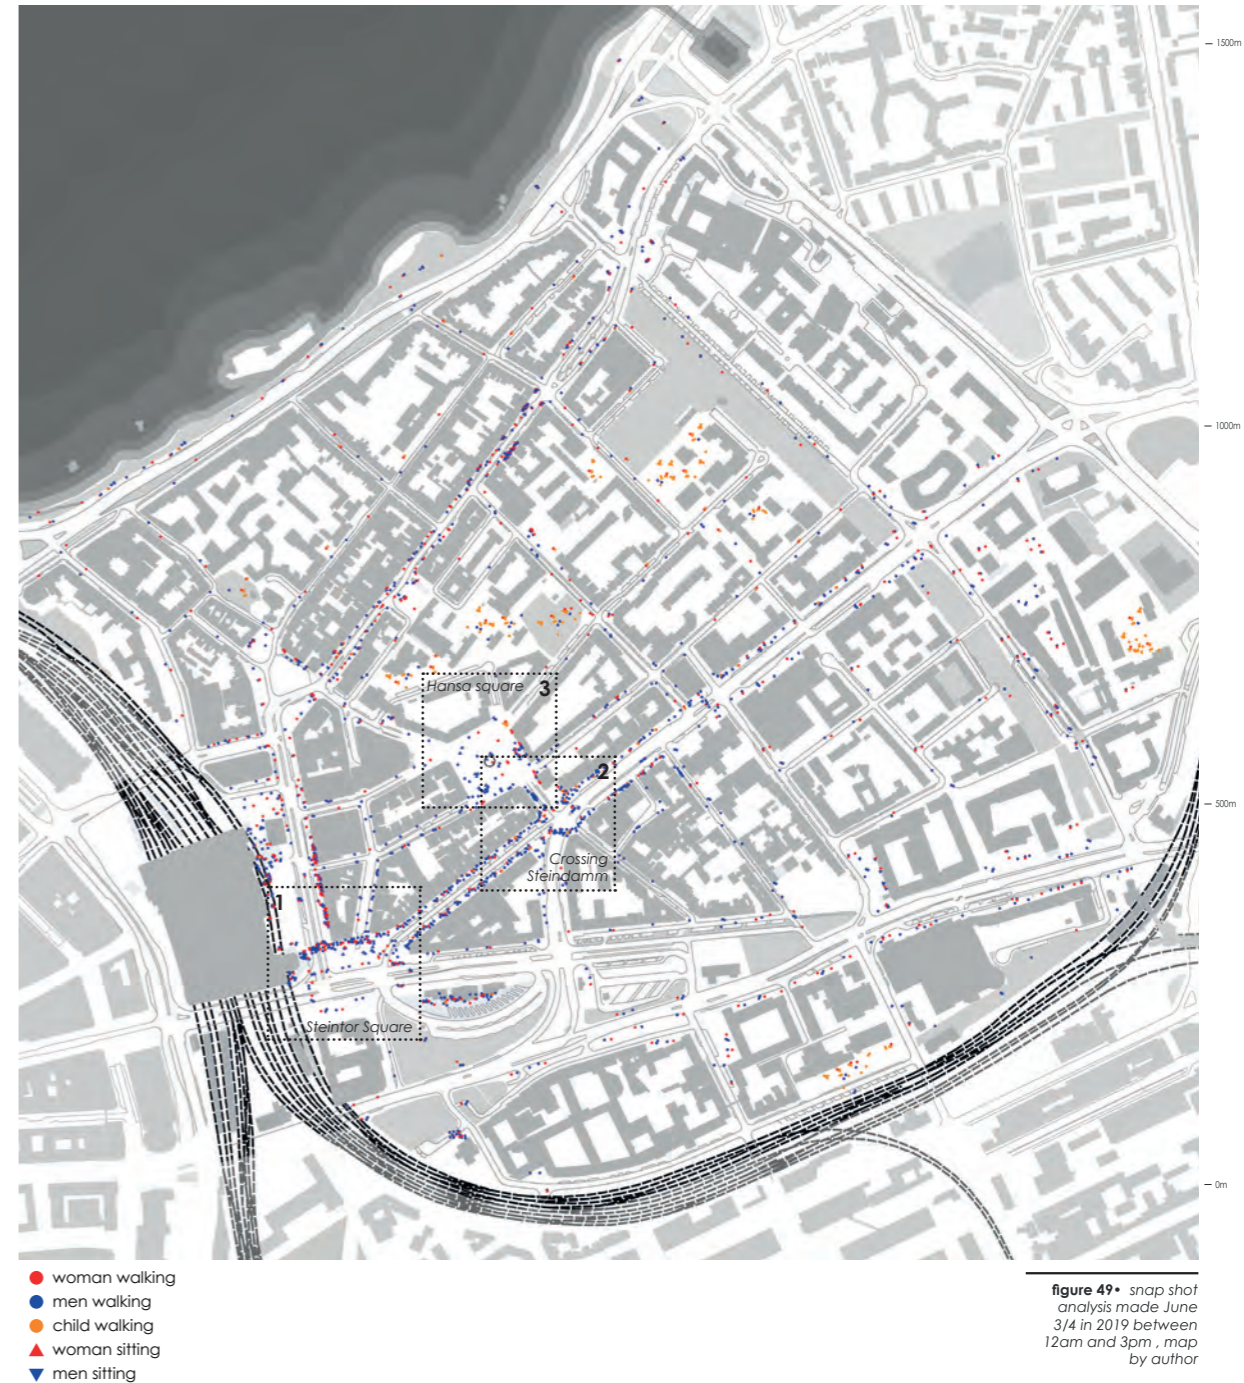 1500m
1000m
Hansa square 3
2
500m
Crossing
Steindamm
1
Steintor Square
0m
woman walking
men walking
child walking
woman sitting
men sitting
figure 49• snap shot
analysis made June
3/4 in 2019 between
12am and 3pm , map
by author